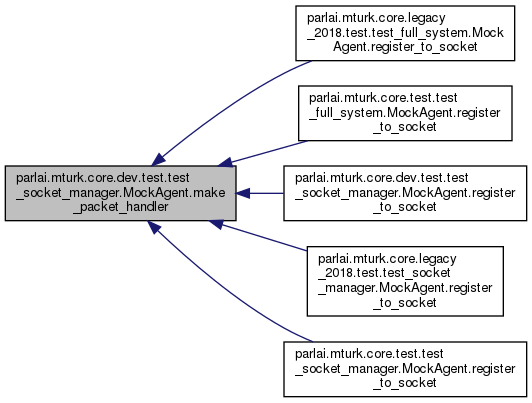 parlai.mturk.core.legacy
_2018.test.test_full_system.Mock
Agent.register_to_socket
parlai.mturk.core.test.test
_full_system.MockAgent.register
_to_socket
parlai.mturk.core.dev.test.test
_socket_manager.MockAgent.make
_packet_handler
parlai.mturk.core.dev.test.test
_socket_manager.MockAgent.register
_to_socket
parlai.mturk.core.legacy
_2018.test.test_socket
_manager.MockAgent.register
_to_socket
parlai.mturk.core.test.test
_socket_manager.MockAgent.register
_to_socket